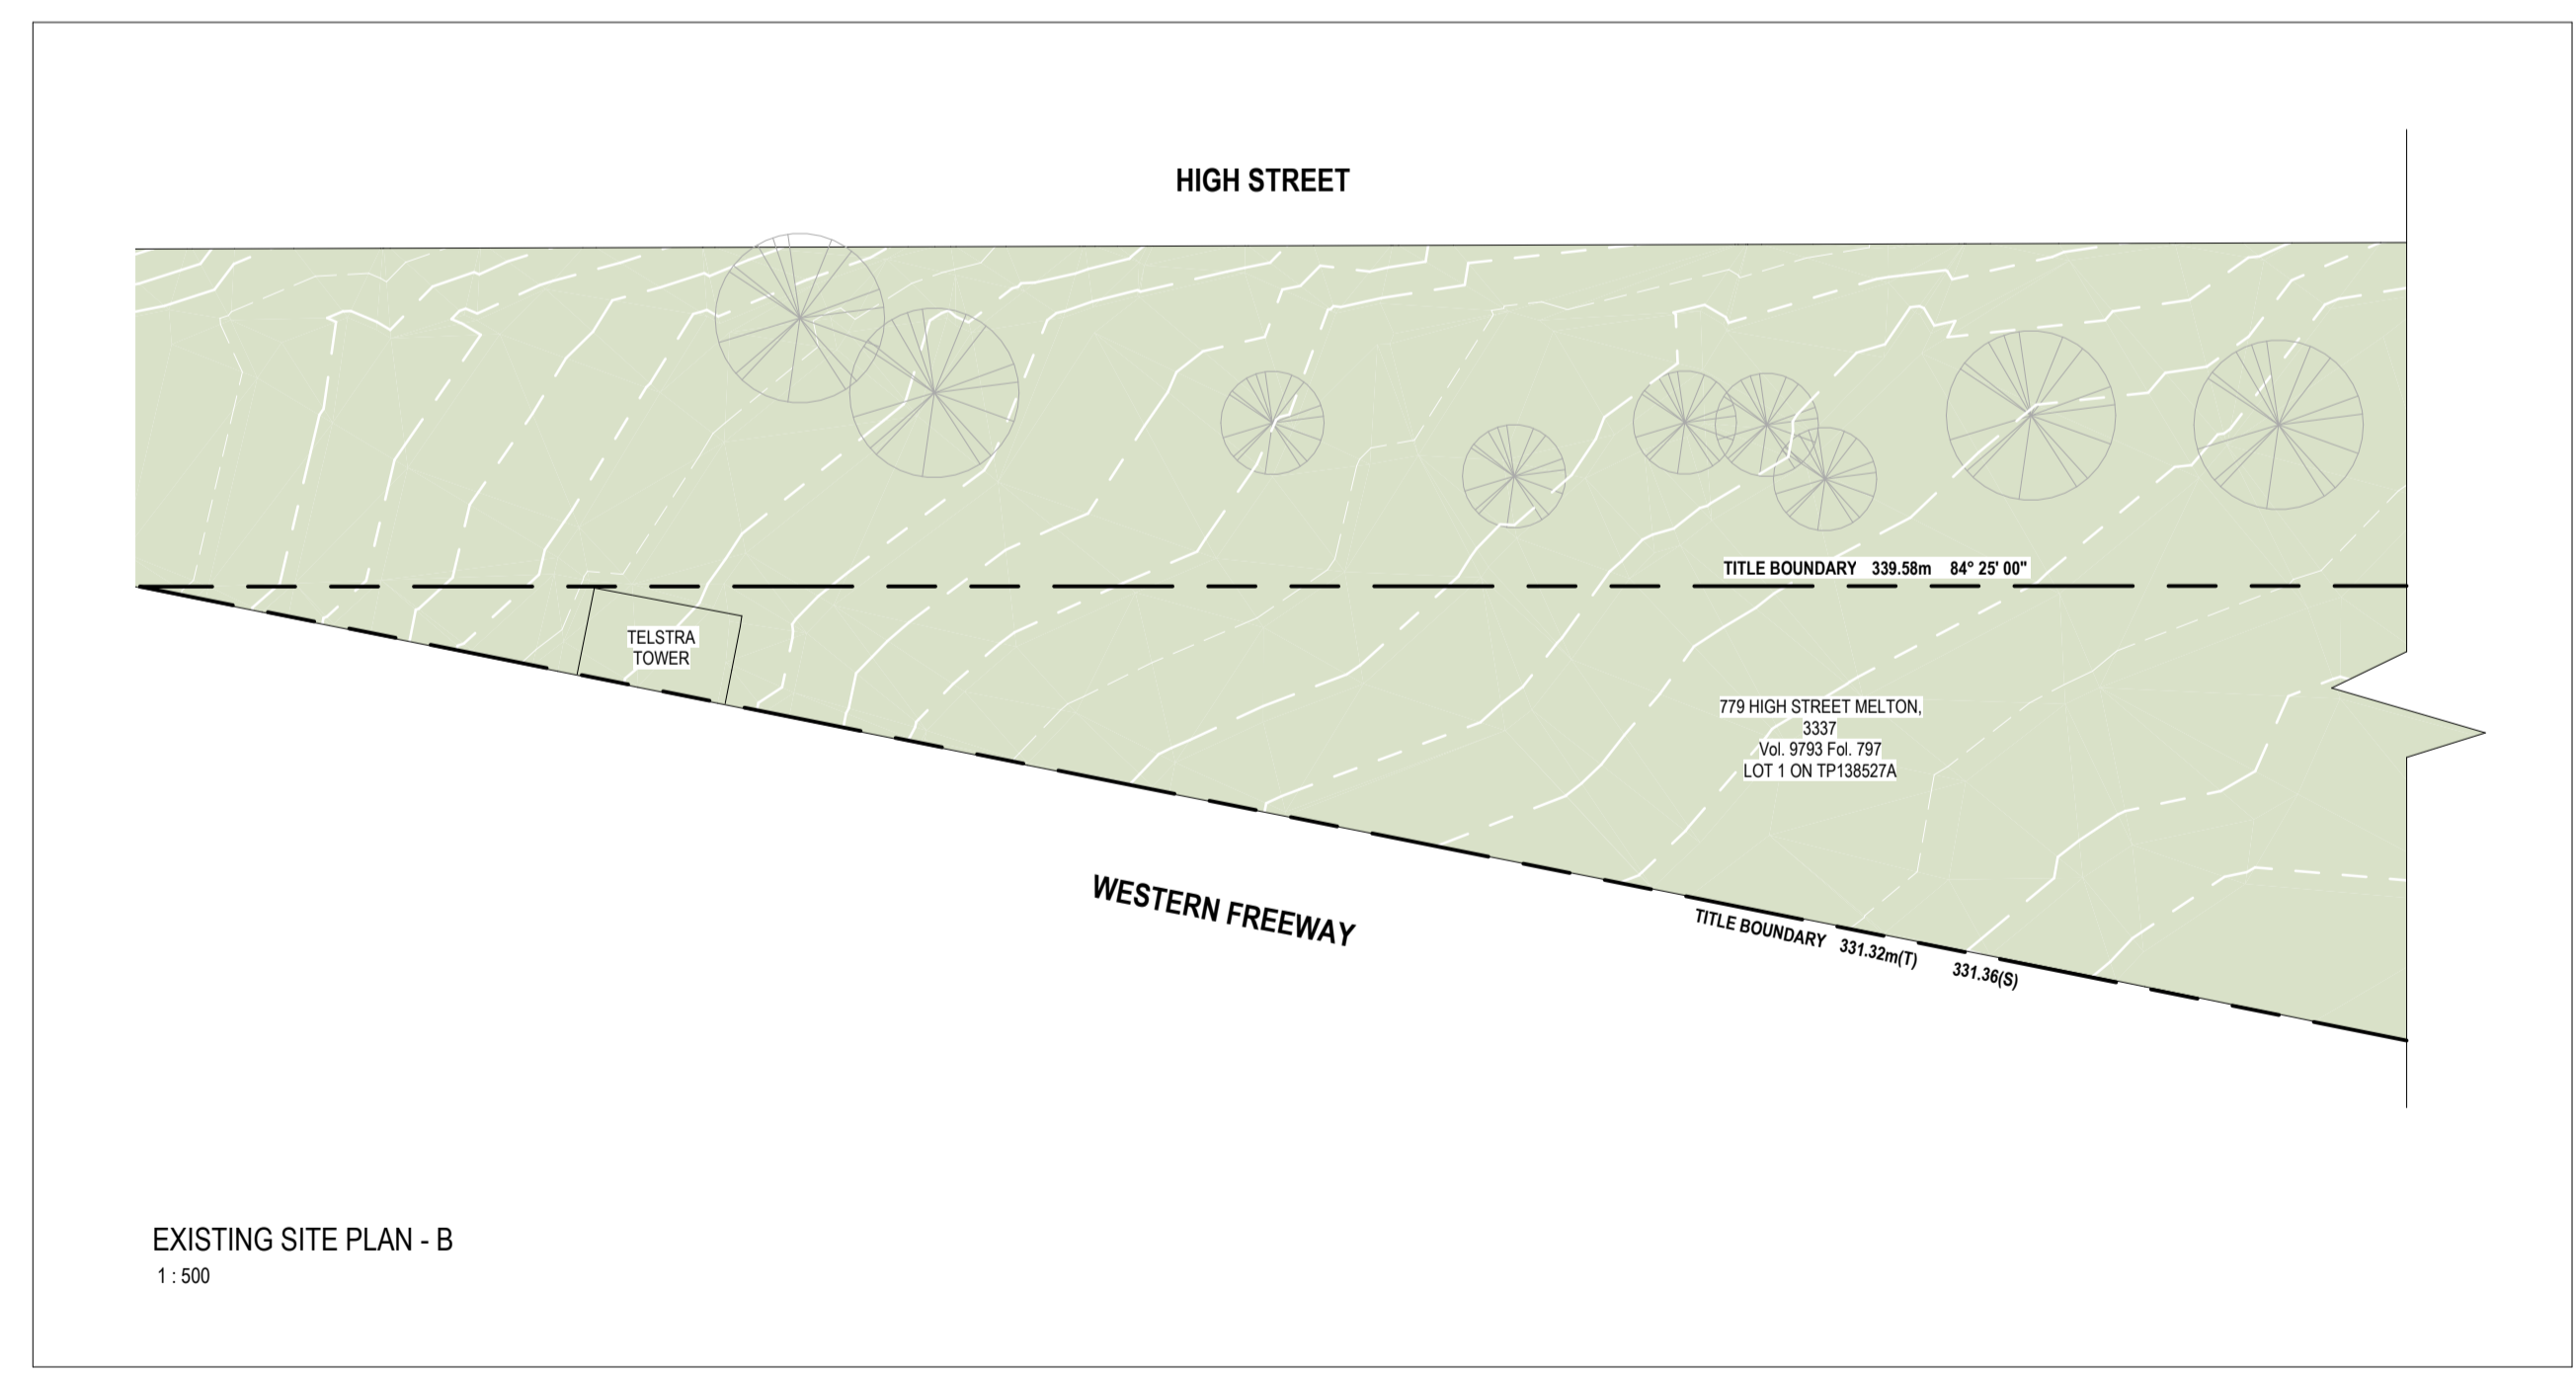 HIGH STREET
TITLE BOUNDARY 339.58m 84° 25' 00"
TELSTRA
TOWER
779 HIGH STREET MELTON,
3337
Vol. 9793 Fol. 797
LOT 1 ON TP138527A
WESTERN FREEWAY
TITLE BOUNDARY 331.32m(T) 331.36(S)
EXISTING SITE PLAN - B
1 : 500